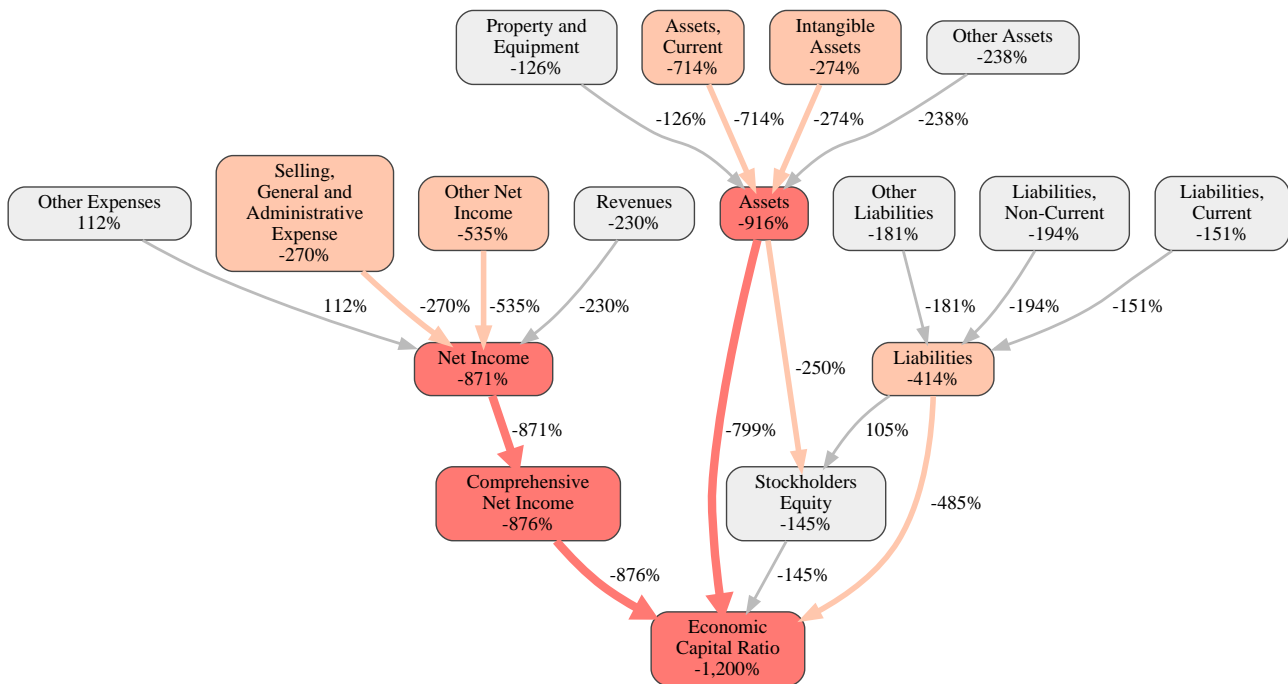 Property and
Equipment
-126%
Assets,
Current
-714%
Intangible
Assets
-274%
Other Assets
-238%
-126%
-714%
-274%
-238%
Other Expenses
112%
Selling,
General and
Administrative
Expense
-270%
Other Net
Income
-535%
Revenues
-230%
Assets
-916%
Other
Liabilities
-181%
Liabilities,
Non-Current
-194%
Liabilities,
Current
-151%
112%
-270%
-535%
-230%
-181%
-194%
-151%
Net Income
-871%
-250%
Liabilities
-414%
-871%
-799%
105%
Comprehensive
Net Income
-876%
Stockholders
Equity
-145%
-485%
-876%
-145%
Economic
Capital Ratio
-1,200%